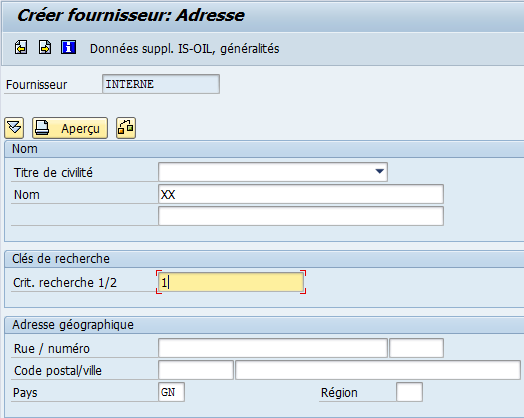 Créer fournisseur: Adresse
Données suppl. IS-OIL, généralités
Fournisseur INTERNE
Aperçu
Nom
Titre de civilité
Nom XX
Clés de recherche
Crit. recherche 1/2 1
Adresse géographique
Rue / numéro
Code postal/ville
Pays GN Région